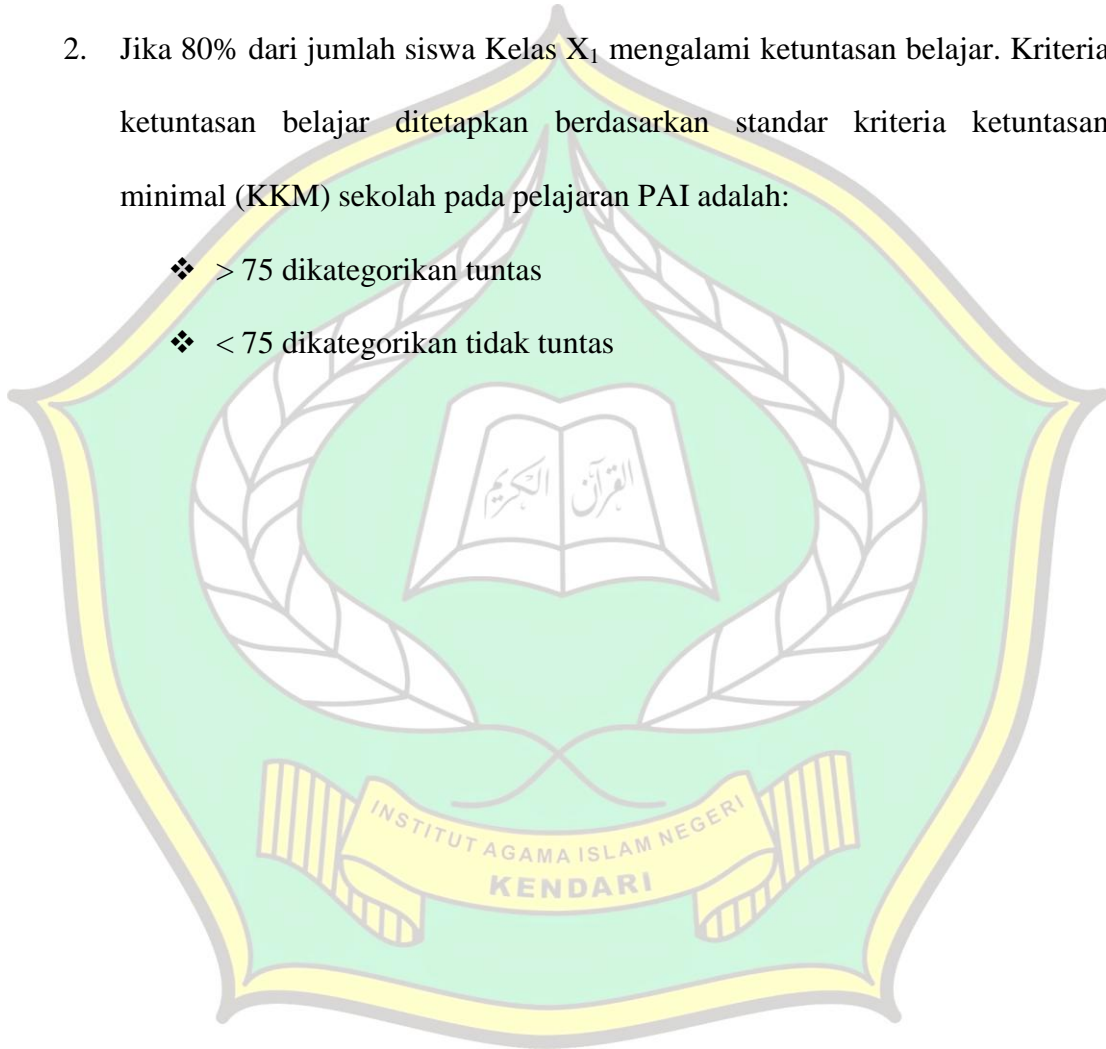 2. Jika 80% dari jumlah siswa Kelas X₁ mengalami ketuntasan belajar. Kriteria
ketuntasan belajar ditetapkan berdasarkan standar kriteria ketuntasan
minimal (KKM) sekolah pada pelajaran PAI adalah:
❖ > 75 dikategorikan tuntas
❖ < 75 dikategorikan tidak tuntas
القرآن الكريم
INSTITUT AGAMA ISLAM NEGERI
KENDARI